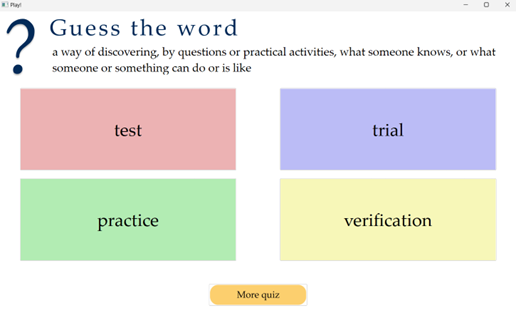 Play!
Guess the word
a way of discovering, by questions or practical activities, what someone knows, or what
someone or something can do or is like
test
trial
practice
verification
More quiz